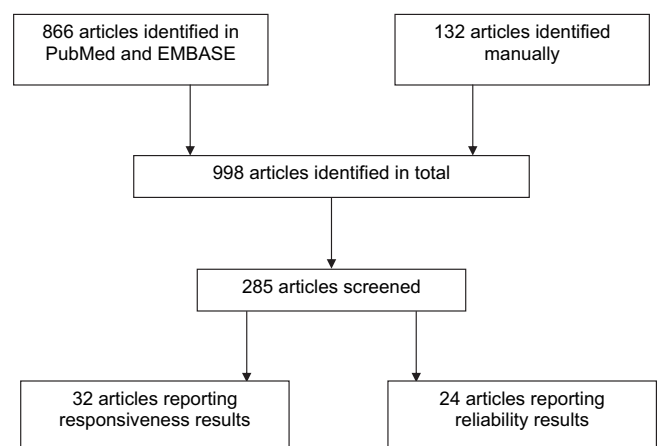 866 articles identified in
PubMed and EMBASE
132 articles identified
manually
998 articles identified in total
285 articles screened
32 articles reporting
responsiveness results
24 articles reporting
reliability results